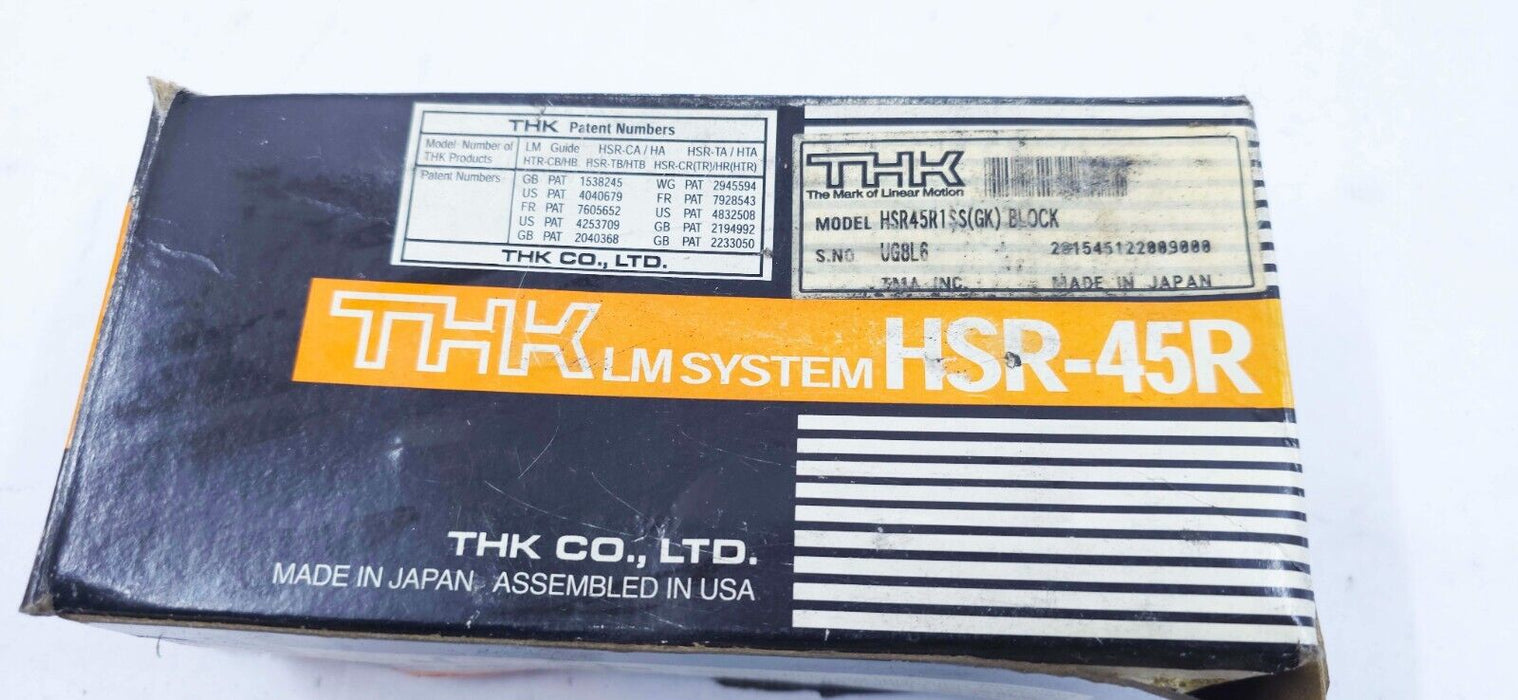 THK Patent Numbers
Model Number of THK Products
LM Guide HSR-CA / HA HSR-TA / HTA
HTR-CB/HB HSR-TB/HTB HSR-CR(TR)/HR(HTR)
Patent Numbers
GB PAT 1538245 WG PAT 2945594
US PAT 4040679 FR PAT 7928543
FR PAT 7605652 US PAT 4832508
US PAT 4253709 GB PAT 2194992
GB PAT 2040368 GB PAT 2233050
THK CO., LTD.
THK
The Mark of Linear Motion
MODEL HSR45R1SS(GK) BLOCK
S.NO. UG8L6
TMA INC. MADE IN JAPAN
THK LM SYSTEM HSR-45R
THK CO., LTD.
MADE IN JAPAN, ASSEMBLED IN USA